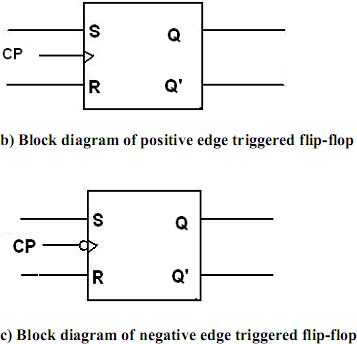 S Q
CP
R Q'
b) Block diagram of positive edge triggered flip-flop
S Q
CP
R Q'
c) Block diagram of negative edge triggered flip-flop